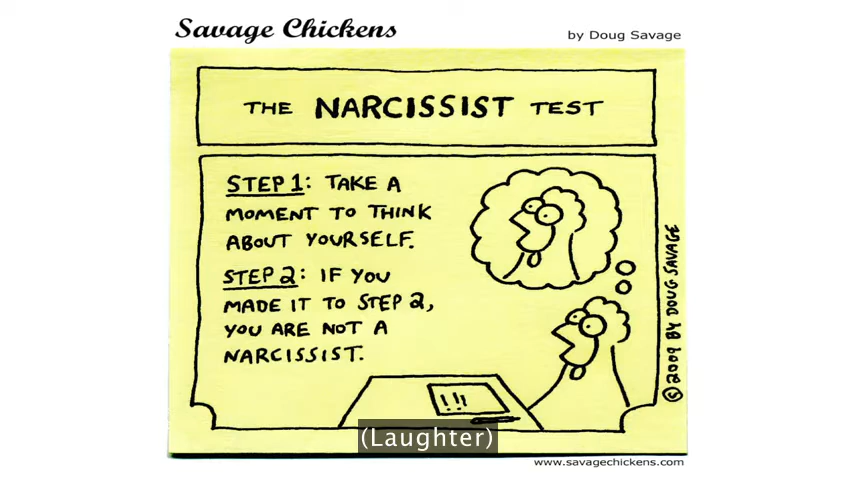 Savage Chickens
by Doug Savage
THE NARCISSIST TEST
STEP 1: TAKE A
MOMENT TO THINK
ABOUT YOURSELF.
STEP 2: IF YOU
MADE IT TO STEP 2,
YOU ARE NOT A
NARCISSIST.
© 2009 BY DOUG SAVAGE
(Laughter)
www.savagechickens.com